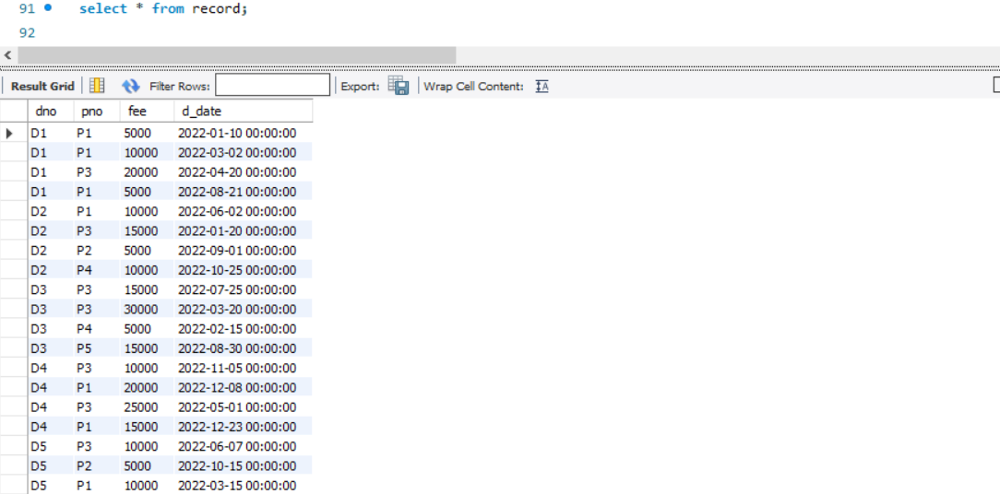 91 select * from record;
92
Result Grid Filter Rows: Export: Wrap Cell Content: IA
dno pno fee d_date
D1 P1 5000 2022-01-10 00:00:00
D1 P1 10000 2022-03-02 00:00:00
D1 P3 20000 2022-04-20 00:00:00
D1 P1 5000 2022-08-21 00:00:00
D2 P1 10000 2022-06-02 00:00:00
D2 P3 15000 2022-01-20 00:00:00
D2 P2 5000 2022-09-01 00:00:00
D2 P4 10000 2022-10-25 00:00:00
D3 P3 15000 2022-07-25 00:00:00
D3 P3 30000 2022-03-20 00:00:00
D3 P4 5000 2022-02-15 00:00:00
D3 P5 15000 2022-08-30 00:00:00
D4 P3 10000 2022-11-05 00:00:00
D4 P1 20000 2022-12-08 00:00:00
D4 P3 25000 2022-05-01 00:00:00
D4 P1 15000 2022-12-23 00:00:00
D5 P3 10000 2022-06-07 00:00:00
D5 P2 5000 2022-10-15 00:00:00
D5 P1 10000 2022-03-15 00:00:00